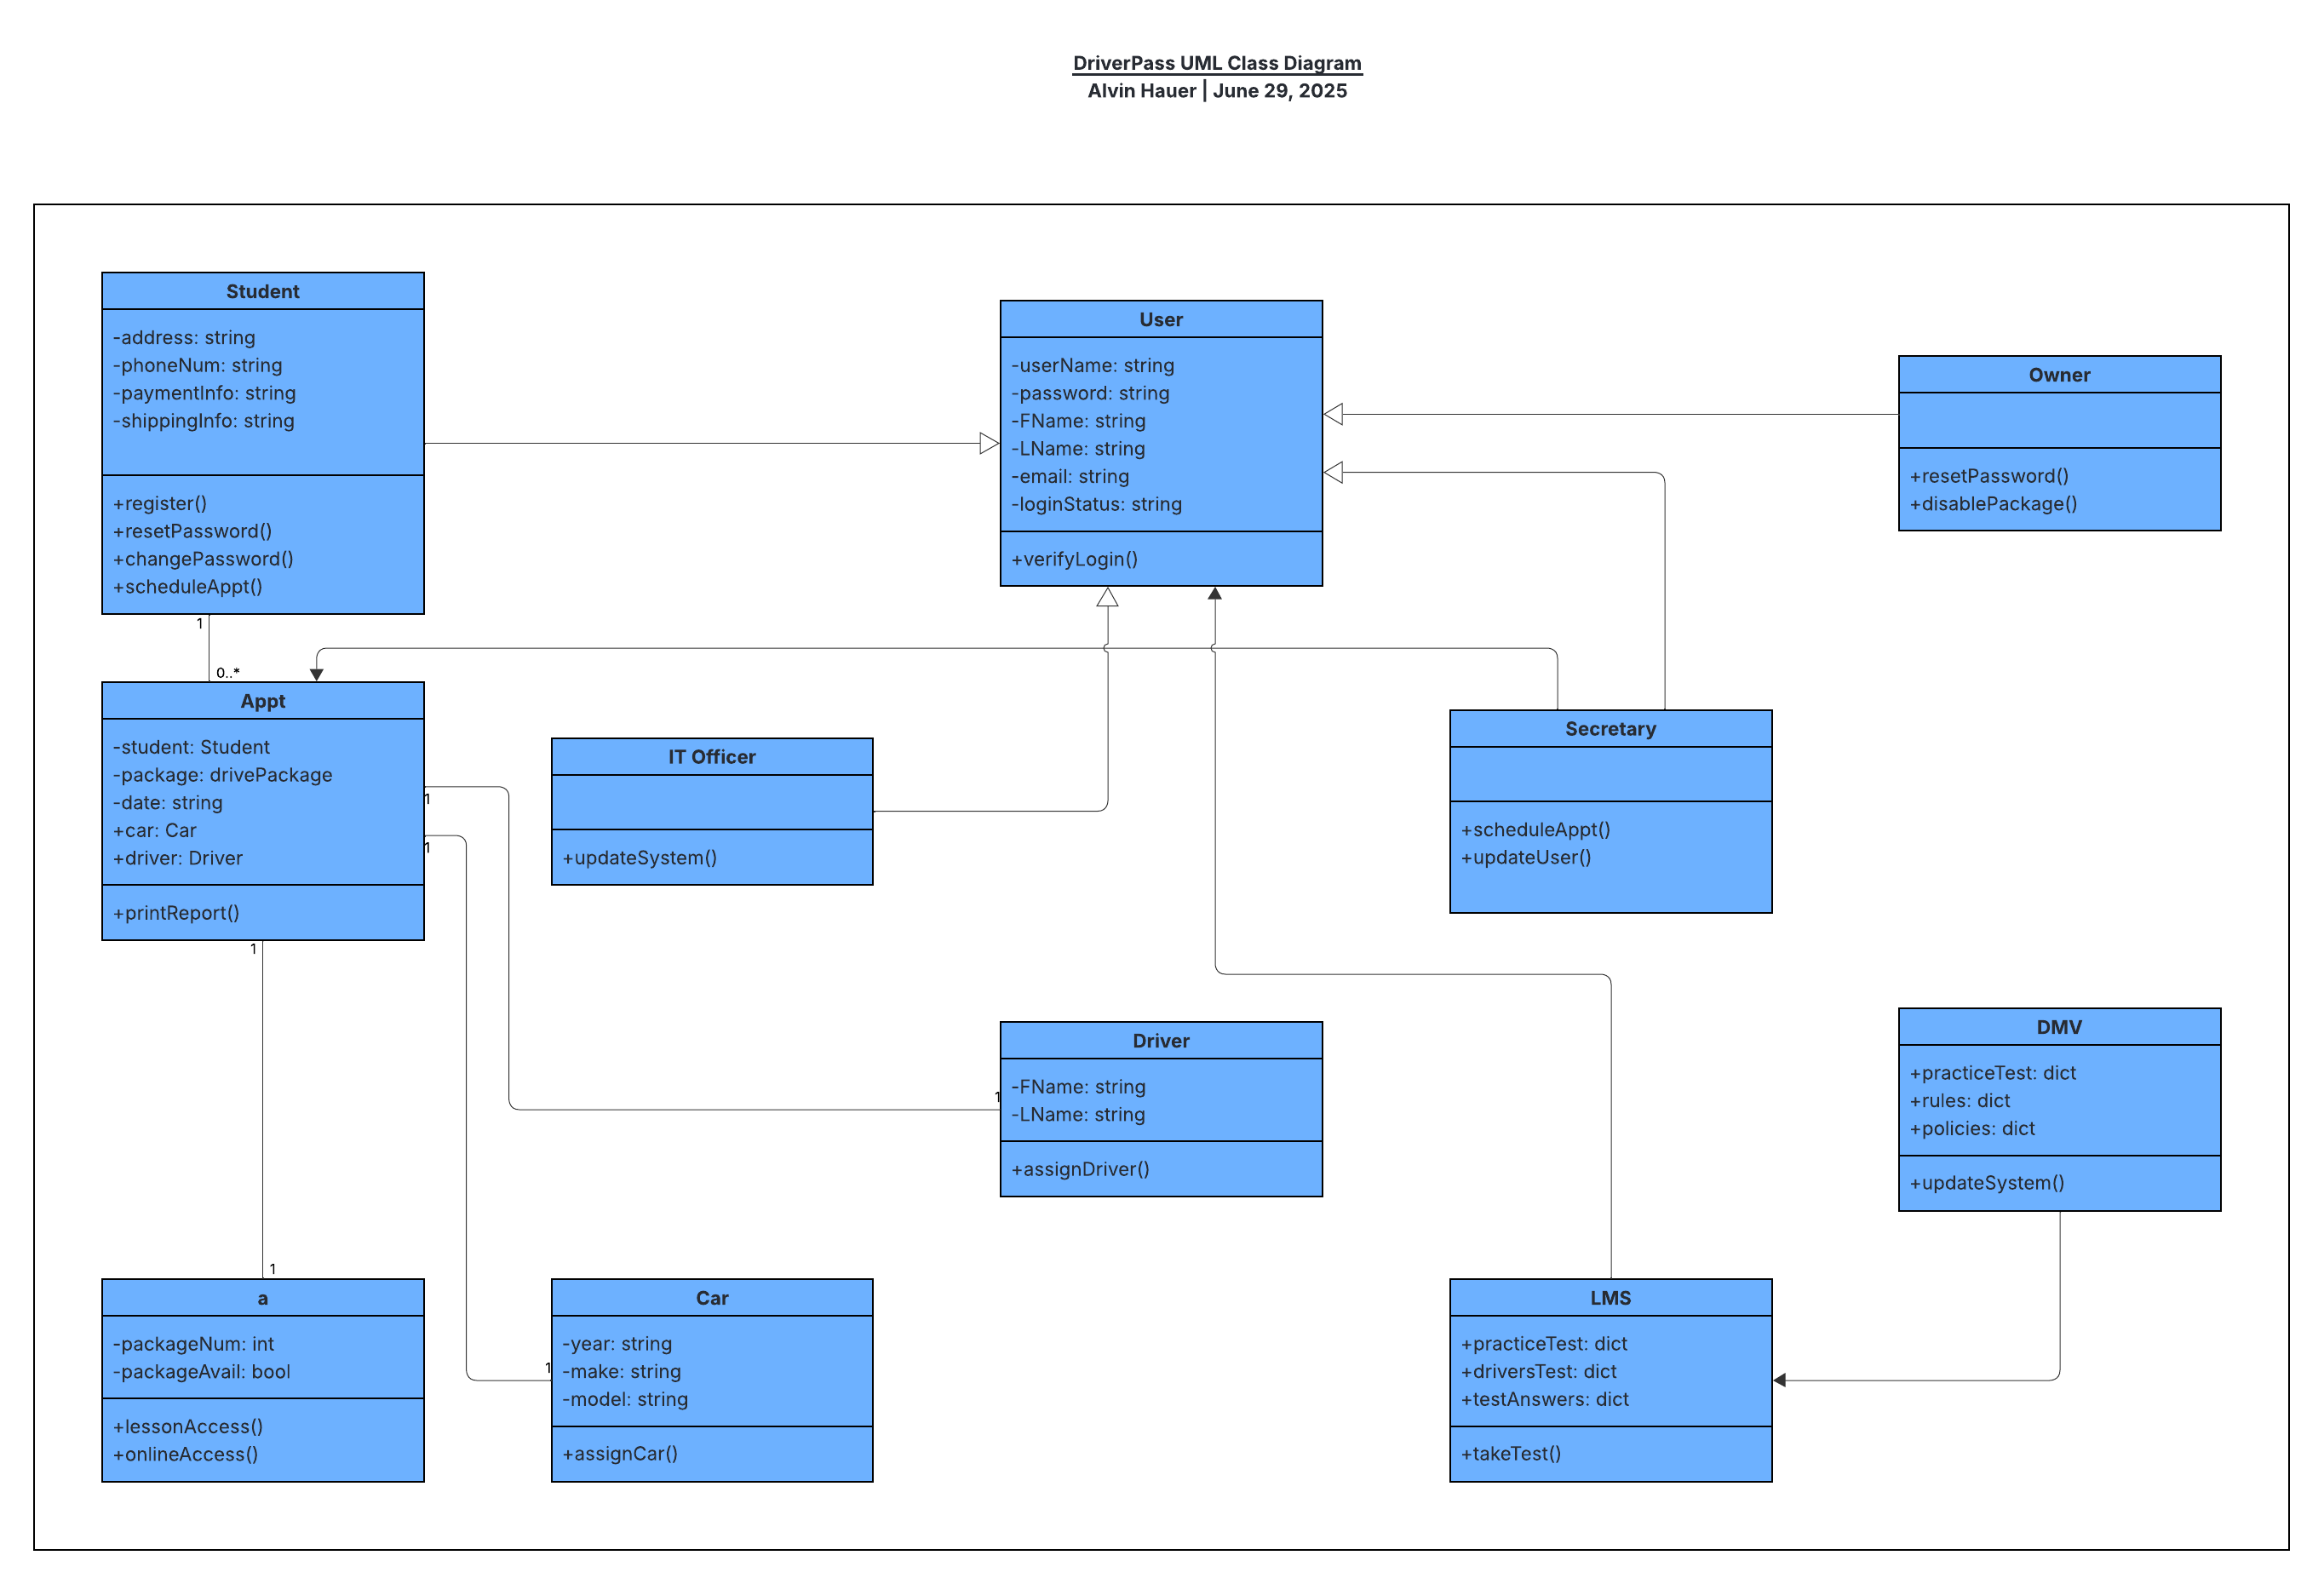 DriverPass UML Class Diagram
Alvin Hauer | June 29, 2025
Student
-address: string
-phoneNum: string
-paymentInfo: string
-shippingInfo: string
+register()
+resetPassword()
+changePassword()
+scheduleAppt()
1
0..*
User
-userName: string
-password: string
-FName: string
-LName: string
-email: string
-loginStatus: string
+verifyLogin()
Owner
+resetPassword()
+disablePackage()
Appt
-student: Student
-package: drivePackage
-date: string
+car: Car
+driver: Driver
+printReport()
1
1
1
IT Officer
+updateSystem()
Secretary
+scheduleAppt()
+updateUser()
Driver
1
-FName: string
-LName: string
+assignDriver()
DMV
+practiceTest: dict
+rules: dict
+policies: dict
+updateSystem()
1
a
-packageNum: int
-packageAvail: bool
+lessonAccess()
+onlineAccess()
Car
1
-year: string
-make: string
-model: string
+assignCar()
LMS
+practiceTest: dict
+driversTest: dict
+testAnswers: dict
+takeTest()